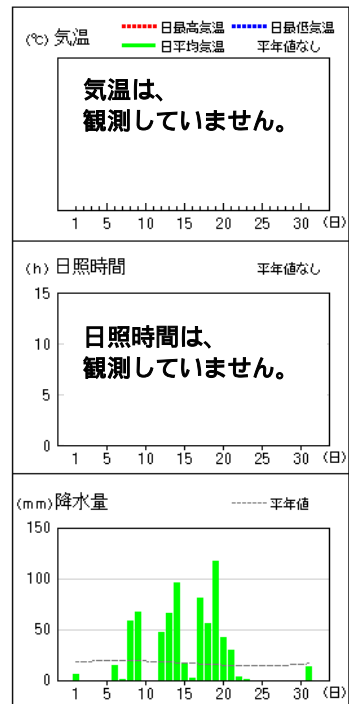 (℃) 気温
日最高気温 日最低気温
日平均気温 平年値なし
気温は、
観測していません。
1 5 10 15 20 25 30 (日)
(h) 日照時間 平年値なし
15
10
5
0
日照時間は、
観測していません。
1 5 10 15 20 25 30 (日)
(mm) 降水量 平年値
150
100
50
0
1 5 10 15 20 25 30 (日)